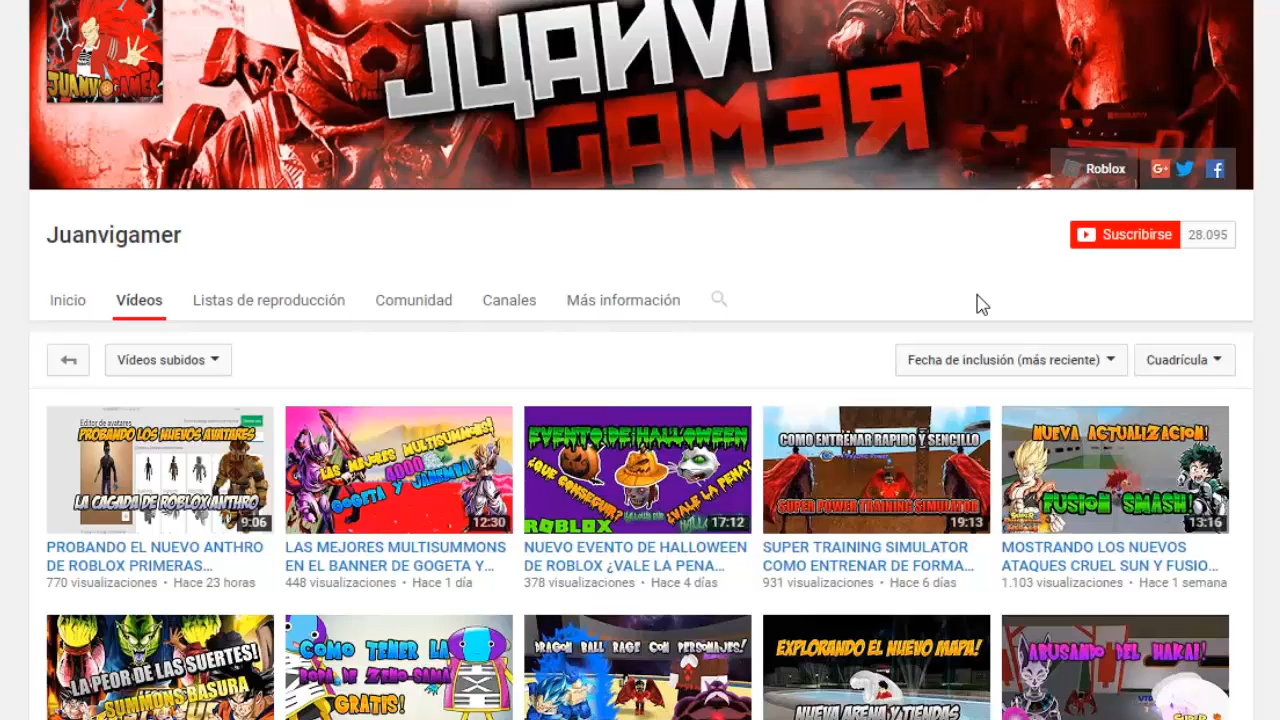 JUANVI
GAMER
JUANVIGAMER
Roblox
Juanvigamer
Suscribirse 28.095
Inicio Vídeos Listas de reproducción Comunidad Canales Más información
Vídeos subidos Fecha de inclusión (más reciente) Cuadrícula
Editor de avatares
PROBANDO LOS NUEVOS AVATARES
LA CAGADA DE ROBLOX ANTHRO
9:06
LAS MEJORES MULTISUMMONS!
4000
GOGETA Y JANEMBA!
12:30
EVENTO DE HALLOWEEN
¿QUE CONSEGUIR?
¿VALE LA PENA?
ROBLOX
17:12
COMO ENTRENAR RAPIDO Y SENCILLO
SUPER POWER TRAINING SIMULATOR
19:13
NUEVA ACTUALIZACION!
FUSION SMASH!
13:16
PROBANDO EL NUEVO ANTHRO
DE ROBLOX PRIMERAS...
770 visualizaciones • Hace 23 horas
LAS MEJORES MULTISUMMONS
EN EL BANNER DE GOGETA Y...
448 visualizaciones • Hace 1 día
NUEVO EVENTO DE HALLOWEEN
DE ROBLOX ¿VALE LA PENA...
378 visualizaciones • Hace 4 días
SUPER TRAINING SIMULATOR
COMO ENTRENAR DE FORMA...
931 visualizaciones • Hace 6 días
MOSTRANDO LOS NUEVOS
ATAQUES CRUEL SUN Y FUSIO...
1.103 visualizaciones • Hace 1 semana
LA PEOR DE LAS SUERTES!
SUMMONS BASURA
COMO TENER LA
ROPA DE ZENO-SAMA
GRATIS!
DRAGON BALL RAGE CON PERSONAJES!
EXPLORANDO EL NUEVO MAPA!
NUEVA ARENA Y TIENDAS
ABUSANDO DEL HAKAI!